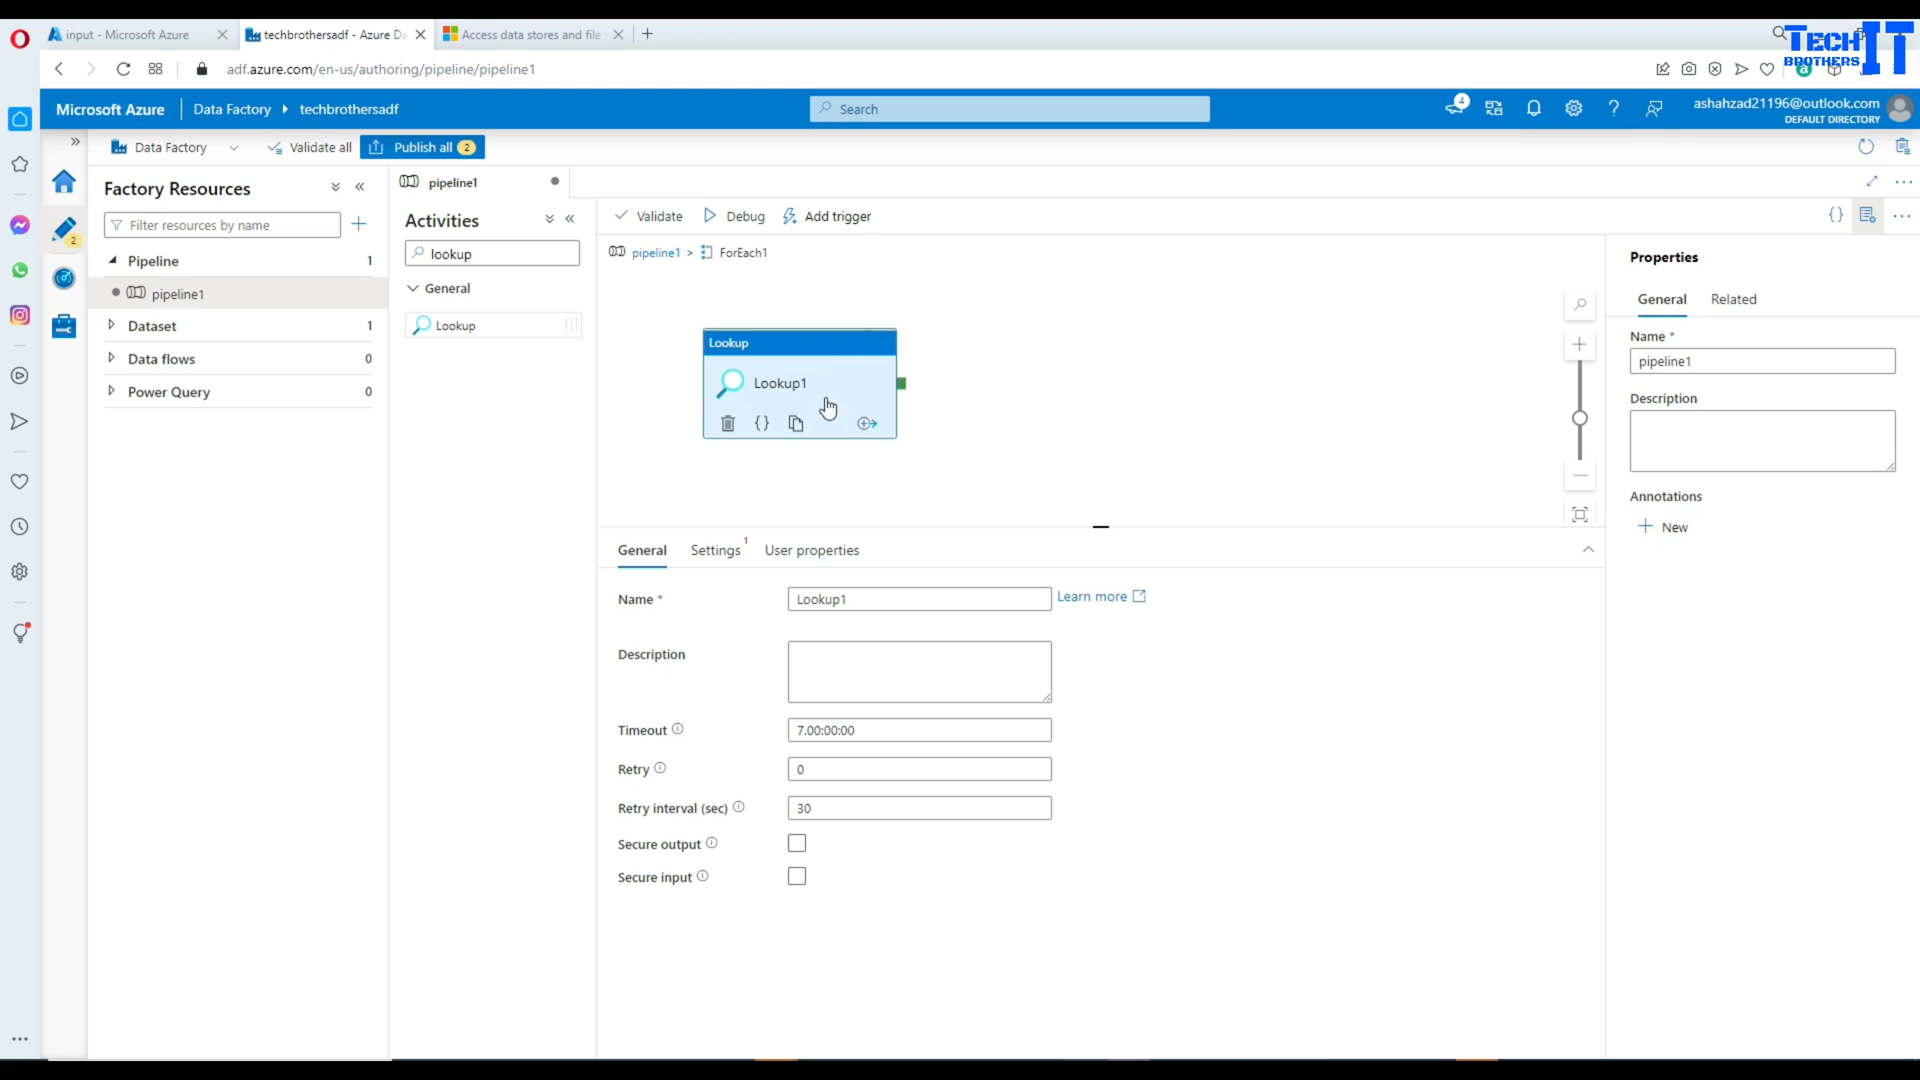 input - Microsoft Azure
techbrothersadf - Azure Da
Access data stores and file
TECH
BROTHERS
IT
adf.azure.com/en-us/authoring/pipeline/pipeline1
Microsoft Azure
Data Factory
techbrothersadf
Search
4
ashahzad21196@outlook.com
DEFAULT DIRECTORY
Data Factory
Validate all
Publish all
2
Factory Resources
pipeline1
Activities
Validate
Debug
Add trigger
2
Filter resources by name
lookup
pipeline1 > ForEach1
Properties
Pipeline
1
General
General
Related
pipeline1
Dataset
1
Lookup
Name *
pipeline1
Lookup
Lookup1
Data flows
0
Power Query
0
Description
Annotations
New
General
Settings
1
User properties
Name *
Lookup1
Learn more
Description
Timeout
7.00:00:00
Retry
0
Retry interval (sec)
30
Secure output
Secure input